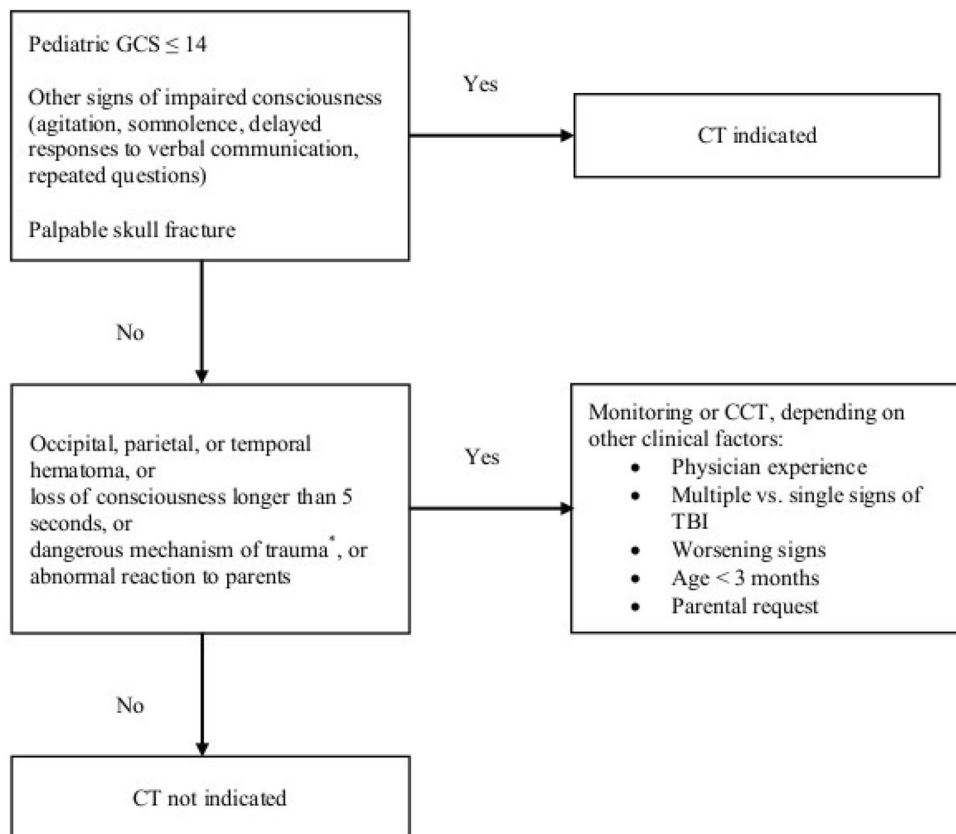 Pediatric GCS ≤ 14
Other signs of impaired consciousness
(agitation, somnolence, delayed
responses to verbal communication,
repeated questions)
Palpable skull fracture
Yes
CT indicated
No
Occipital, parietal, or temporal
hematoma, or
loss of consciousness longer than 5
seconds, or
dangerous mechanism of trauma*, or
abnormal reaction to parents
Yes
Monitoring or CCT, depending on
other clinical factors:
• Physician experience
• Multiple vs. single signs of
TBI
• Worsening signs
• Age < 3 months
• Parental request
No
CT not indicated